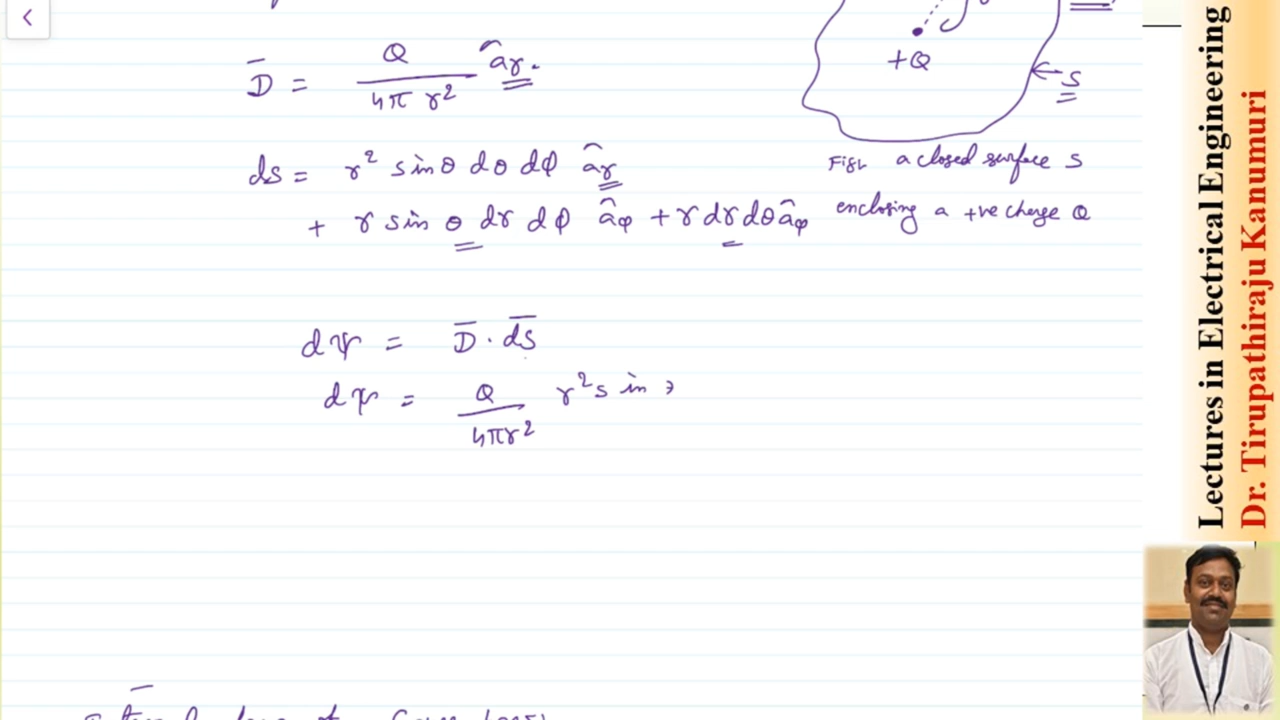 D̄ = Q / 4π r² âr.
+Q
S
ds = r² sinθ dθ dφ âr
+ r sin θ dr dφ âφ + r dr dθ âφ
Fig: a closed surface S
enclosing a +ve charge Q
dψ = D̄ · ds̄
dψ = Q / 4πr² r² sin
Lectures in Electrical Engineering
Dr. Tirupathiraju Kanumuri